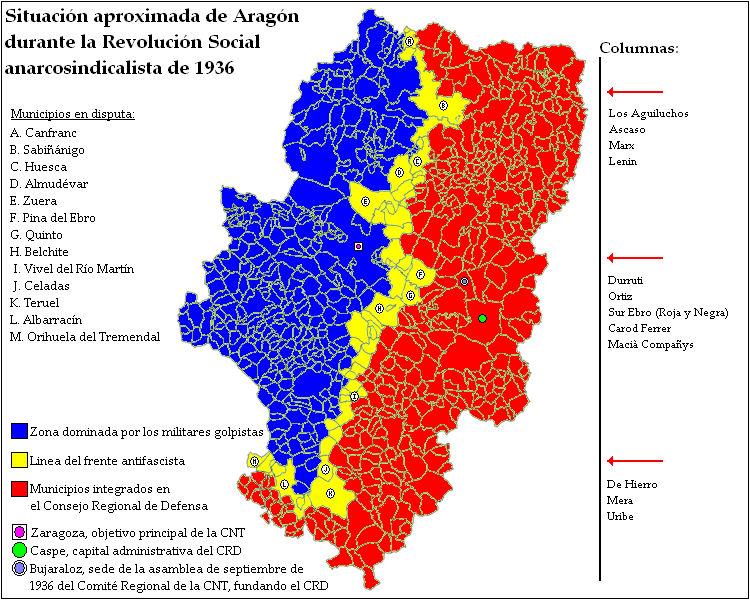 Situación aproximada de Aragón
durante la Revolución Social
anarcosindicalista de 1936
Municipios en disputa:
A. Canfranc
B. Sabiñánigo
C. Huesca
D. Almudévar
E. Zuera
F. Pina del Ebro
G. Quinto
H. Belchite
I. Vivel del Río Martín
J. Celadas
K. Teruel
L. Albarracín
M. Orihuela del Tremendal
Zona dominada por los militares golpistas
Linea del frente antifascista
Municipios integrados en
el Consejo Regional de Defensa
Zaragoza, objetivo principal de la CNT
Caspe, capital administrativa del CRD
Bujaraloz, sede de la asamblea de septiembre de
1936 del Comité Regional de la CNT, fundando el CRD
A
B
C
D
E
F
G
H
I
J
K
L
M
Columnas:
Los Aguiluchos
Ascaso
Marx
Lenin
Durruti
Ortiz
Sur Ebro (Roja y Negra)
Carod Ferrer
Macià Compañys
De Hierro
Mera
Uribe